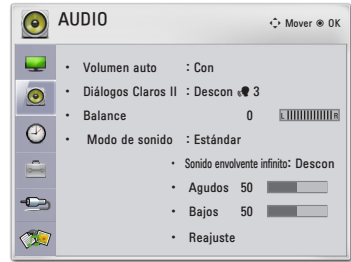 AUDIO
Mover OK
• Volumen auto : Con
• Diálogos Claros II : Descon 3
• Balance 0 L R
• Modo de sonido : Estándar
• Sonido envolvente infinito: Descon
• Agudos 50
• Bajos 50
• Reajuste